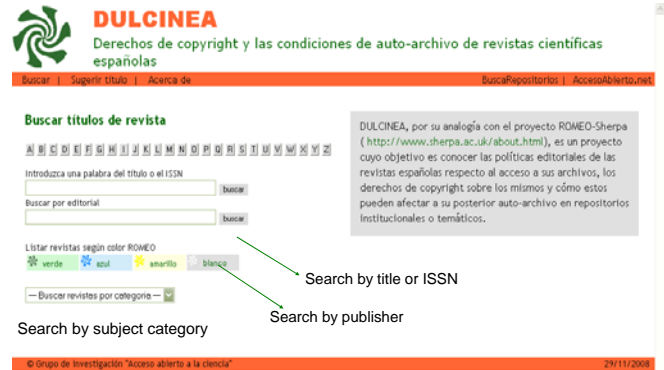 DULCINEA
Derechos de copyright y las condiciones de auto-archivo de revistas científicas
españolas
Buscar | Sugerir título | Acerca de
BuscaRepositorios | AccesoAbierto.net
Buscar títulos de revista
A B C D E F G H I J K L M N O P Q R S T U V W X Y Z
Introduzca una palabra del título o el ISSN
buscar
Buscar por editorial
buscar
Listar revistas según color ROMEO
verde azul amarillo blanco
— Buscar revistas por categoria —
DULCINEA, por su analogía con el proyecto ROMEO-Sherpa
( http://www.sherpa.ac.uk/about.html), es un proyecto
cuyo objetivo es conocer las políticas editoriales de las
revistas españolas respecto al acceso a sus archivos, los
derechos de copyright sobre los mismos y cómo estos
pueden afectar a su posterior auto-archivo en repositorios
institucionales o temáticos.
Search by title or ISSN
Search by publisher
Search by subject category
© Grupo de Investigación "Acceso abierto a la ciencia"
29/11/2008